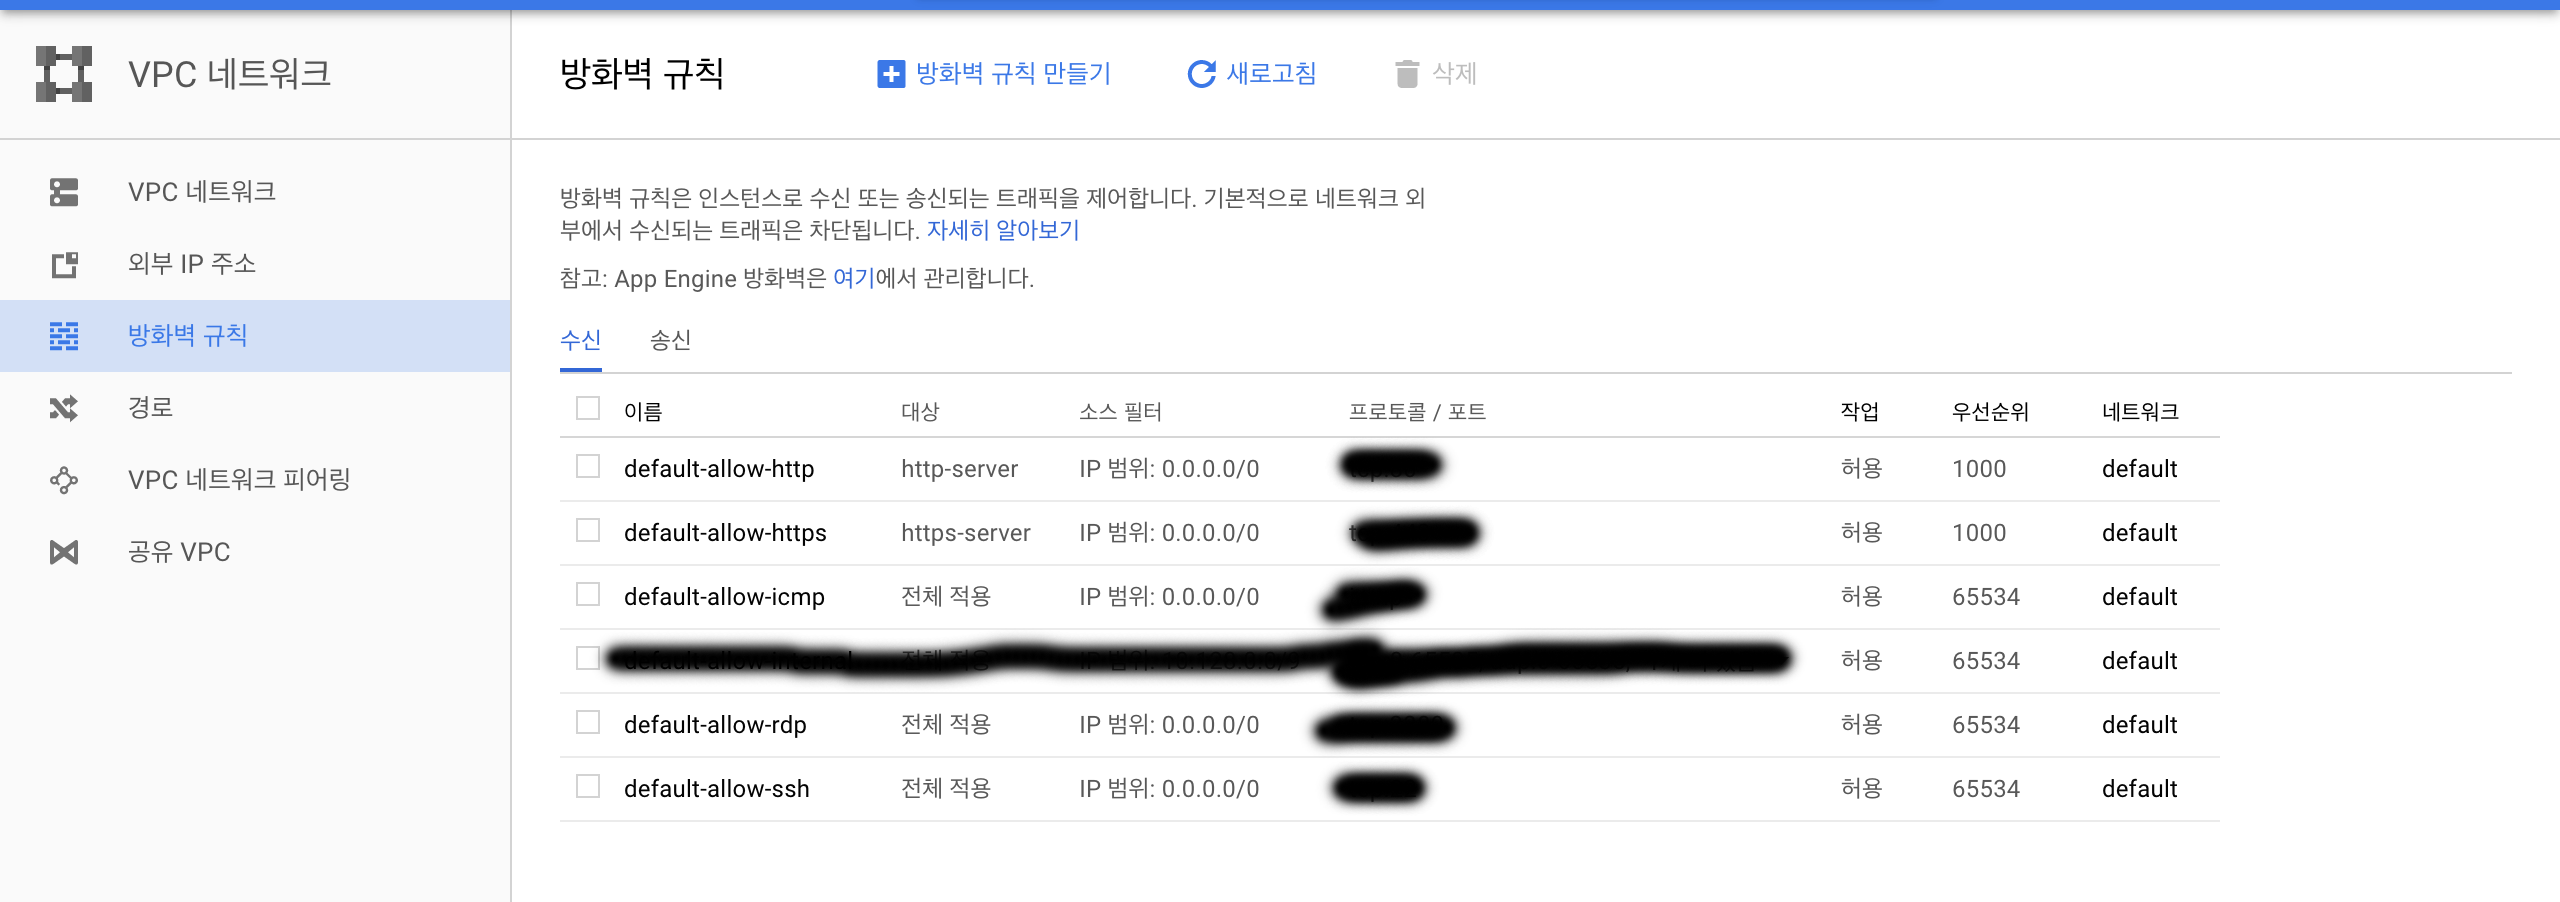 VPC 네트워크
방화벽 규칙
방화벽 규칙 만들기
새로고침
삭제
VPC 네트워크
외부 IP 주소
방화벽 규칙
경로
VPC 네트워크 피어링
공유 VPC
방화벽 규칙은 인스턴스로 수신 또는 송신되는 트래픽을 제어합니다. 기본적으로 네트워크 외
부에서 수신되는 트래픽은 차단됩니다. 자세히 알아보기
참고: App Engine 방화벽은 여기에서 관리합니다.
수신 송신
이름 대상 소스 필터 프로토콜 / 포트 작업 우선순위 네트워크
default-allow-http http-server IP 범위: 0.0.0.0/0 허용 1000 default
default-allow-https https-server IP 범위: 0.0.0.0/0 허용 1000 default
default-allow-icmp 전체 적용 IP 범위: 0.0.0.0/0 허용 65534 default
허용 65534 default
default-allow-rdp 전체 적용 IP 범위: 0.0.0.0/0 허용 65534 default
default-allow-ssh 전체 적용 IP 범위: 0.0.0.0/0 허용 65534 default